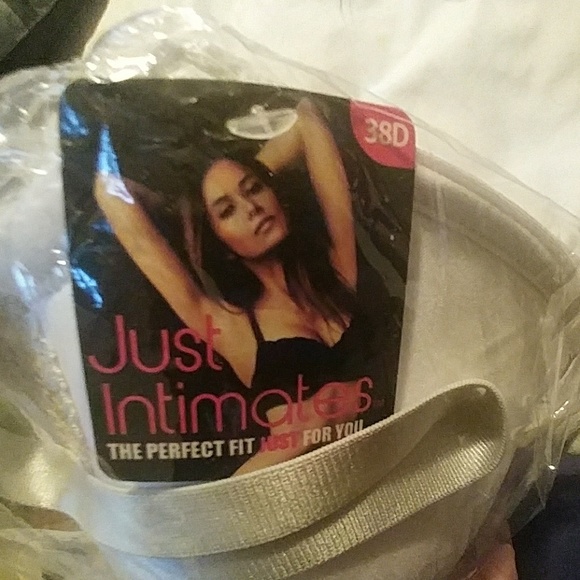 38D
Just
Intimates
THE PERFECT FIT JUST FOR YOU